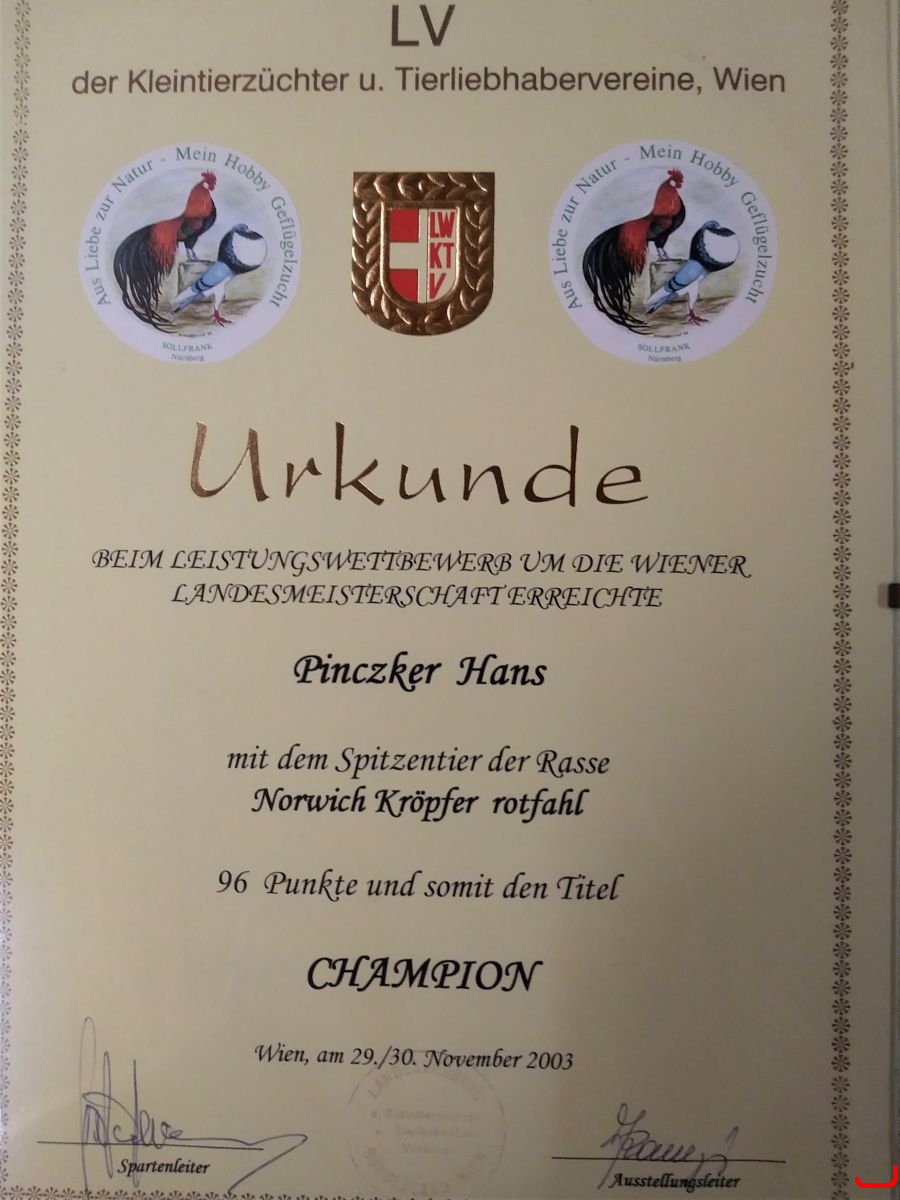 LV
der Kleintierzüchter u. Tierliebhabervereine, Wien
Aus Liebe zur Natur - Mein Hobby Geflügelzucht
SOLLFRANK
Nürnberg
LW
KT
V
Aus Liebe zur Natur - Mein Hobby Geflügelzucht
SOLLFRANK
Nürnberg
Urkunde
BEIM LEISTUNGSWETTBEWERB UM DIE WIENER
LANDESMEISTERSCHAFT ERREICHTE
Pinczker Hans
mit dem Spitzentier der Rasse
Norwich Kröpfer rotfahl
96 Punkte und somit den Titel
CHAMPION
Wien, am 29./30. November 2003
Spartenleiter
Ausstellungsleiter